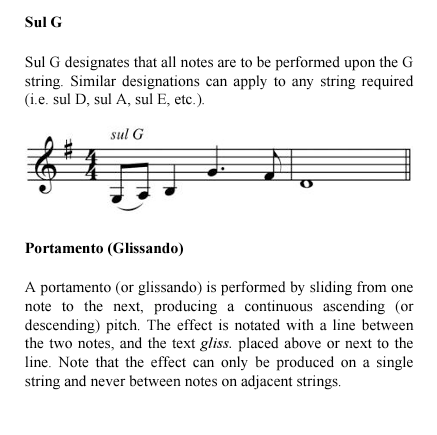 Sul G
Sul G designates that all notes are to be performed upon the G
string. Similar designations can apply to any string required
(i.e. sul D, sul A, sul E, etc.).
sul G
4
4
Portamento (Glissando)
A portamento (or glissando) is performed by sliding from one
note to the next, producing a continuous ascending (or
descending) pitch. The effect is notated with a line between
the two notes, and the text gliss. placed above or next to the
line. Note that the effect can only be produced on a single
string and never between notes on adjacent strings.